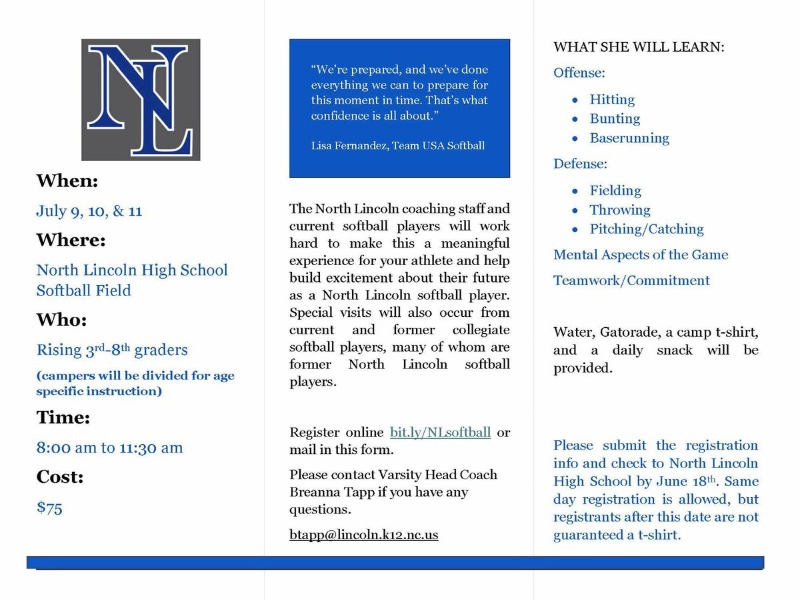 NL
When:
July 9, 10, & 11
Where:
North Lincoln High School
Softball Field
Who:
Rising 3rd-8th graders
(campers will be divided for age
specific instruction)
Time:
8:00 am to 11:30 am
Cost:
$75
“We’re prepared, and we’ve done
everything we can to prepare for
this moment in time. That’s what
confidence is all about.”
Lisa Fernandez, Team USA Softball
The North Lincoln coaching staff and
current softball players will work
hard to make this a meaningful
experience for your athlete and help
build excitement about their future
as a North Lincoln softball player.
Special visits will also occur from
current and former collegiate
softball players, many of whom are
former North Lincoln softball
players.
Register online bit.ly/NLsoftball or
mail in this form.
Please contact Varsity Head Coach
Breanna Tapp if you have any
questions.
btapp@lincoln.k12.nc.us
WHAT SHE WILL LEARN:
Offense:
• Hitting
• Bunting
• Baserunning
Defense:
• Fielding
• Throwing
• Pitching/Catching
Mental Aspects of the Game
Teamwork/Commitment
Water, Gatorade, a camp t-shirt,
and a daily snack will be
provided.
Please submit the registration
info and check to North Lincoln
High School by June 18th. Same
day registration is allowed, but
registrants after this date are not
guaranteed a t-shirt.